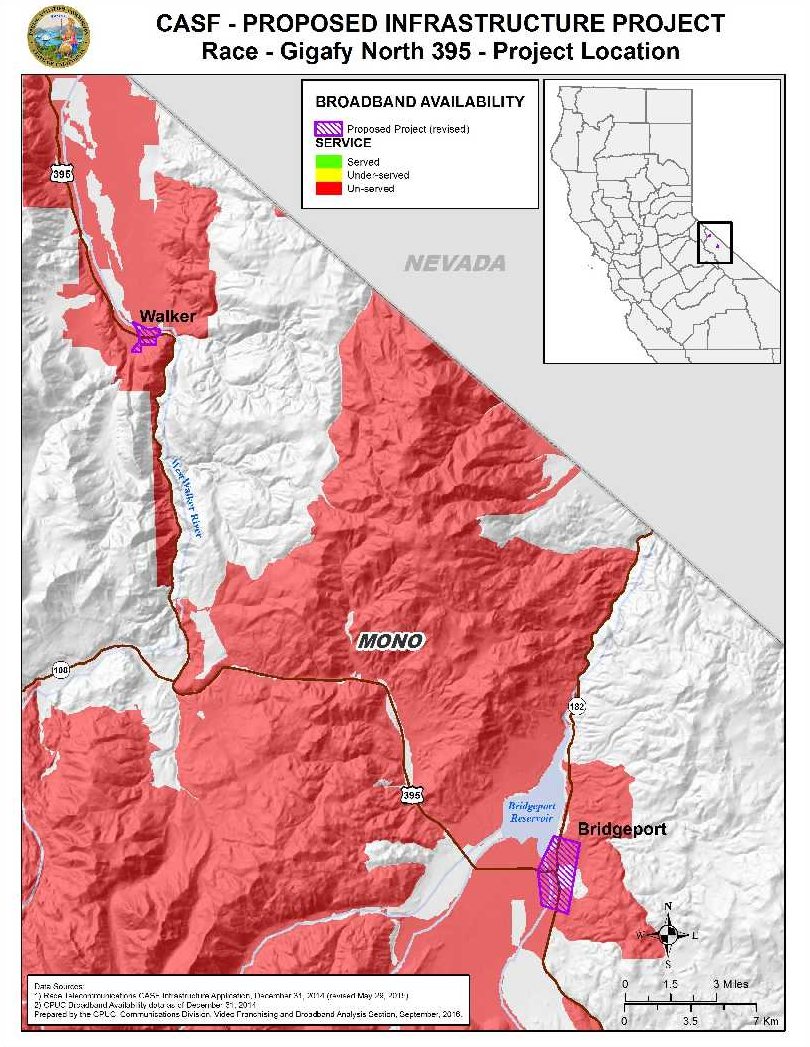 CASF - PROPOSED INFRASTRUCTURE PROJECT
Race - Gigafy North 395 - Project Location
BROADBAND AVAILABILITY
Proposed Project (revised)
SERVICE
Served
Under-served
Un-served
395
NEVADA
Walker
West Walker River
MONO
108
182
395
Bridgeport
Reservoir
Bridgeport
N
W E
S
0 1.5 3 Miles
0 3.5 7 Km
Data Sources:
1) Race Telecommunications CASF Infrastructure Application, December 31, 2014 (revised May 29, 2015)
2) CPUC Broadband Availability data as of December 31, 2014
Prepared by the CPUC, Communications Division, Video Franchising and Broadband Analysis Section, September, 2016.